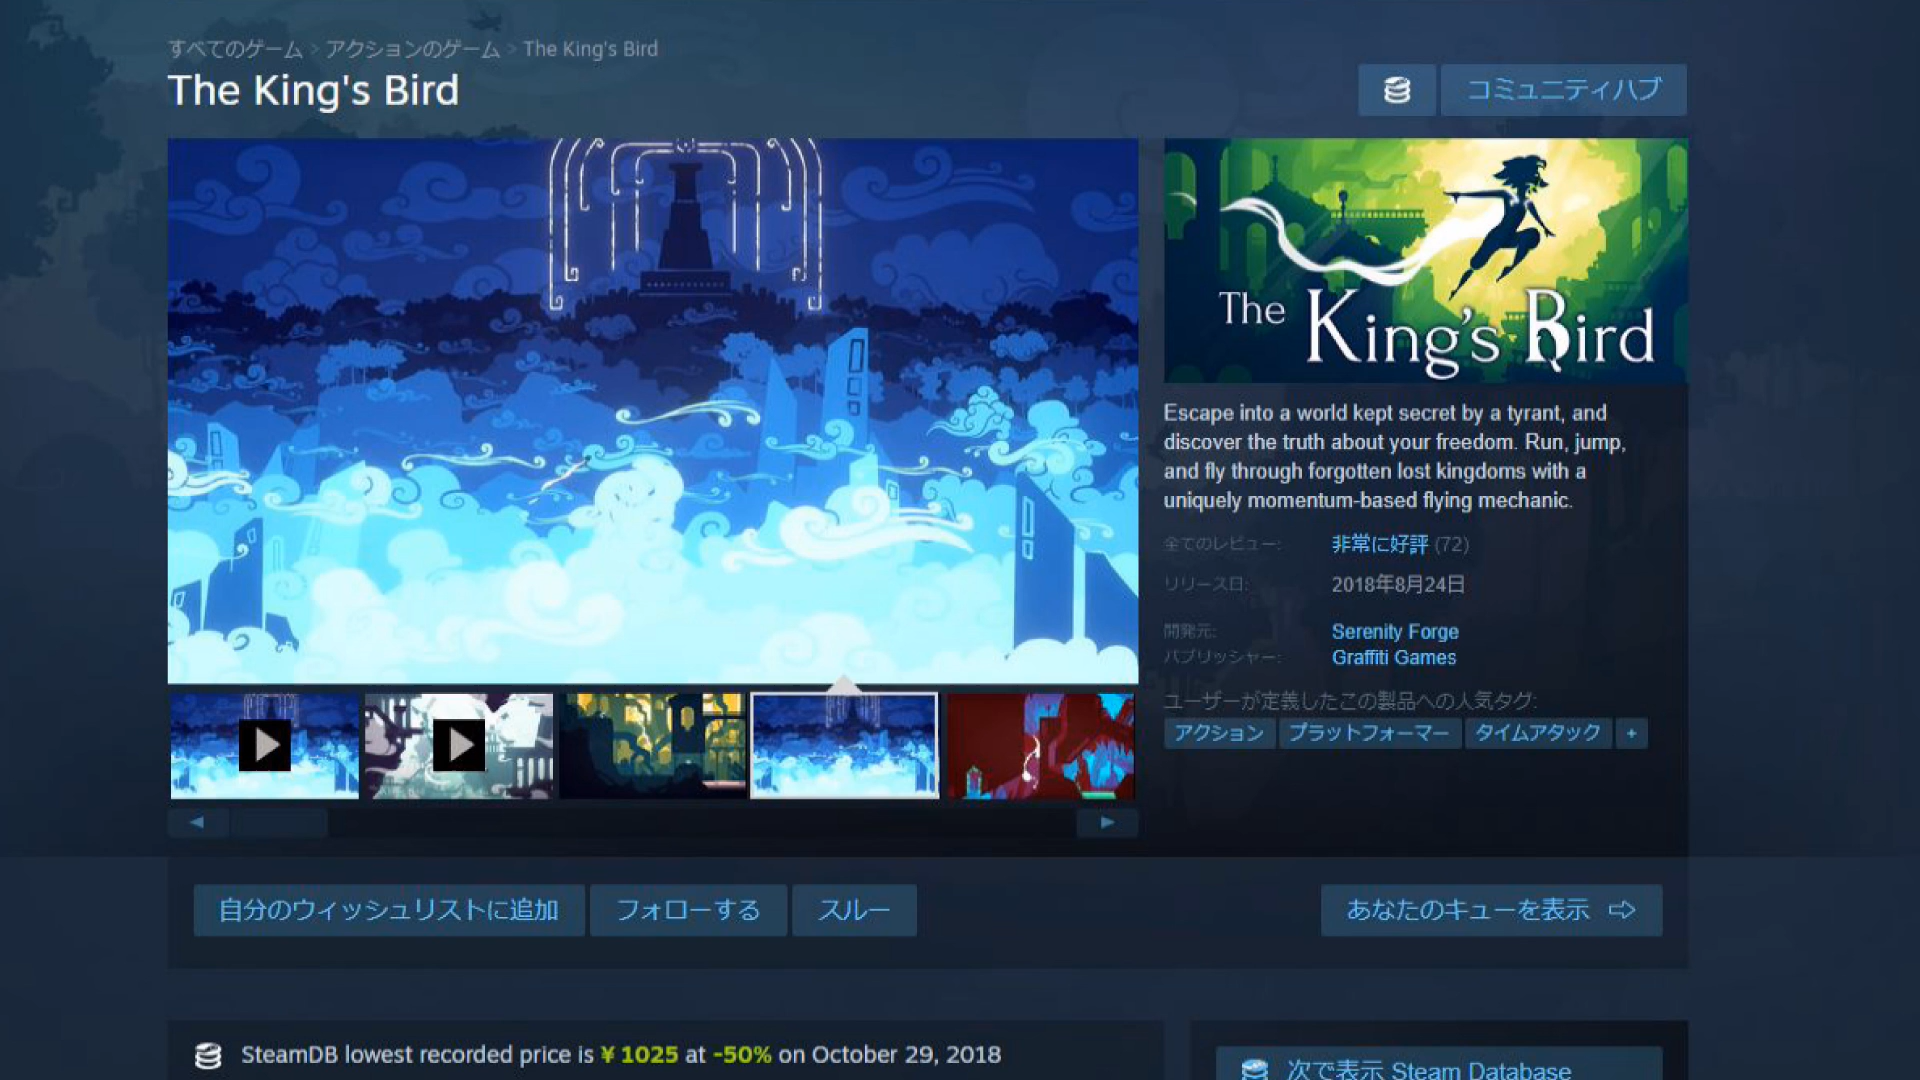 すべてのゲーム > アクションのゲーム > The King's Bird
The King's Bird
コミュニティハブ
The King's Bird
Escape into a world kept secret by a tyrant, and
discover the truth about your freedom. Run, jump,
and fly through forgotten lost kingdoms with a
uniquely momentum-based flying mechanic.
全てのレビュー: 非常に好評 (72)
リリース日: 2018年8月24日
開発元: Serenity Forge
パブリッシャー: Graffiti Games
ユーザーが定義したこの製品への人気タグ:
アクション プラットフォーマー タイムアタック +
自分のウィッシュリストに追加 フォローする スルー あなたのキューを表示
SteamDB lowest recorded price is ¥ 1025 at -50% on October 29, 2018
次で表示 Steam Database